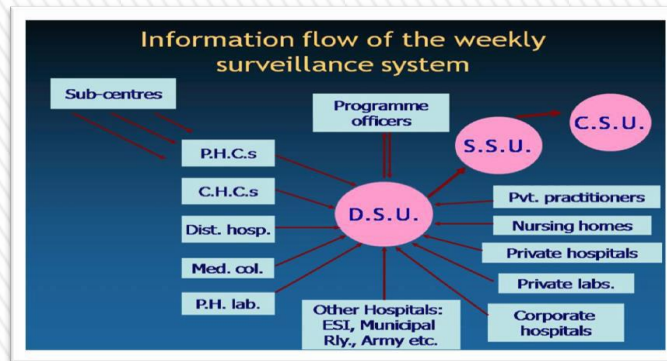 Information flow of the weekly
surveillance system
Sub-centres
Programme
officers
C.S.U.
S.S.U.
P.H.C.s
C.H.C.s
Dist. hosp.
Med. col.
P.H. lab.
D.S.U.
Pvt. practitioners
Nursing homes
Private hospitals
Private labs.
Corporate
hospitals
Other Hospitals:
ESI, Municipal
Rly., Army etc.